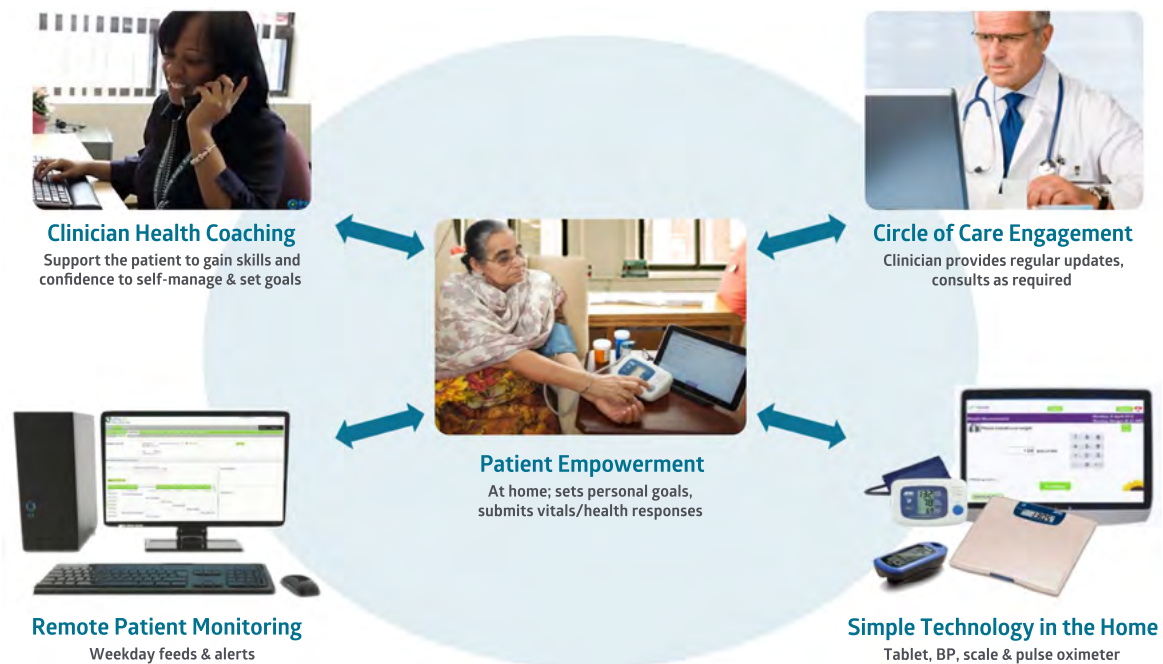 Clinician Health Coaching
Support the patient to gain skills and
confidence to self-manage & set goals
Circle of Care Engagement
Clinician provides regular updates,
consults as required
Patient Empowerment
At home; sets personal goals,
submits vitals/health responses
Remote Patient Monitoring
Weekday feeds & alerts
Simple Technology in the Home
Tablet, BP, scale & pulse oximeter